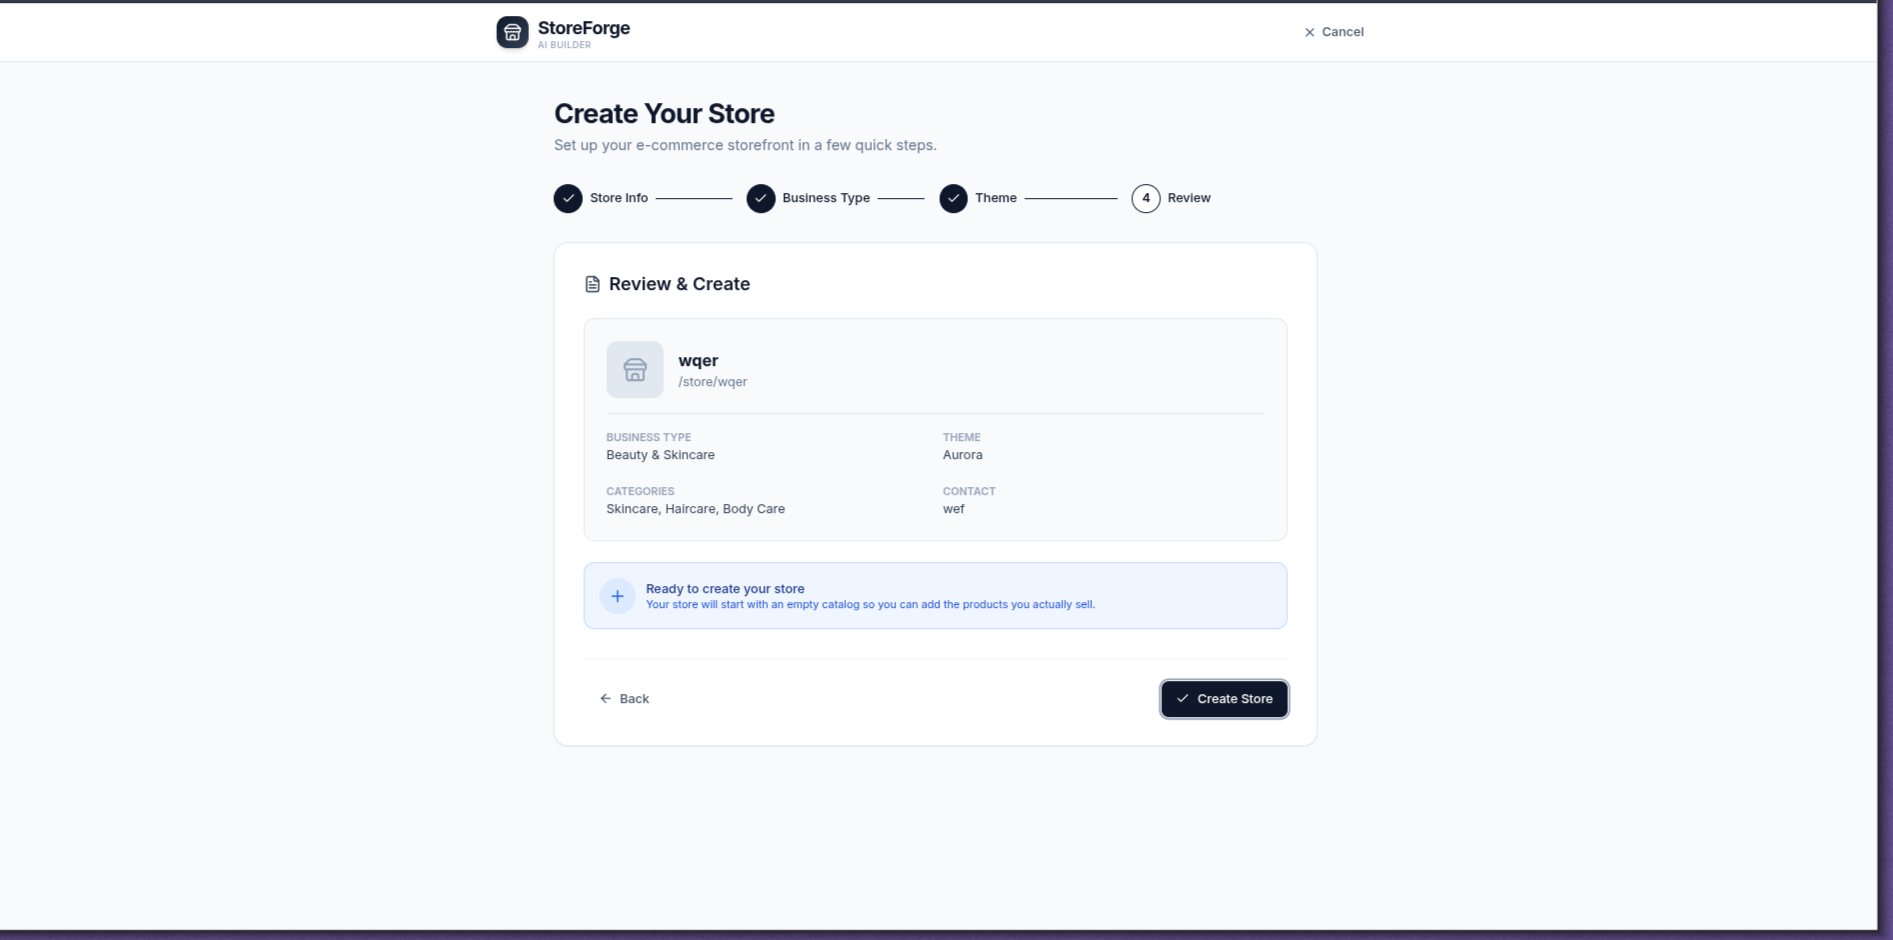 StoreForge
AI BUILDER
Cancel
Create Your Store
Set up your e-commerce storefront in a few quick steps.
Store Info
Business Type
Theme
4 Review
Review & Create
wqer
/store/wqer
BUSINESS TYPE
Beauty & Skincare
THEME
Aurora
CATEGORIES
Skincare, Haircare, Body Care
CONTACT
wef
Ready to create your store
Your store will start with an empty catalog so you can add the products you actually sell.
Back
Create Store